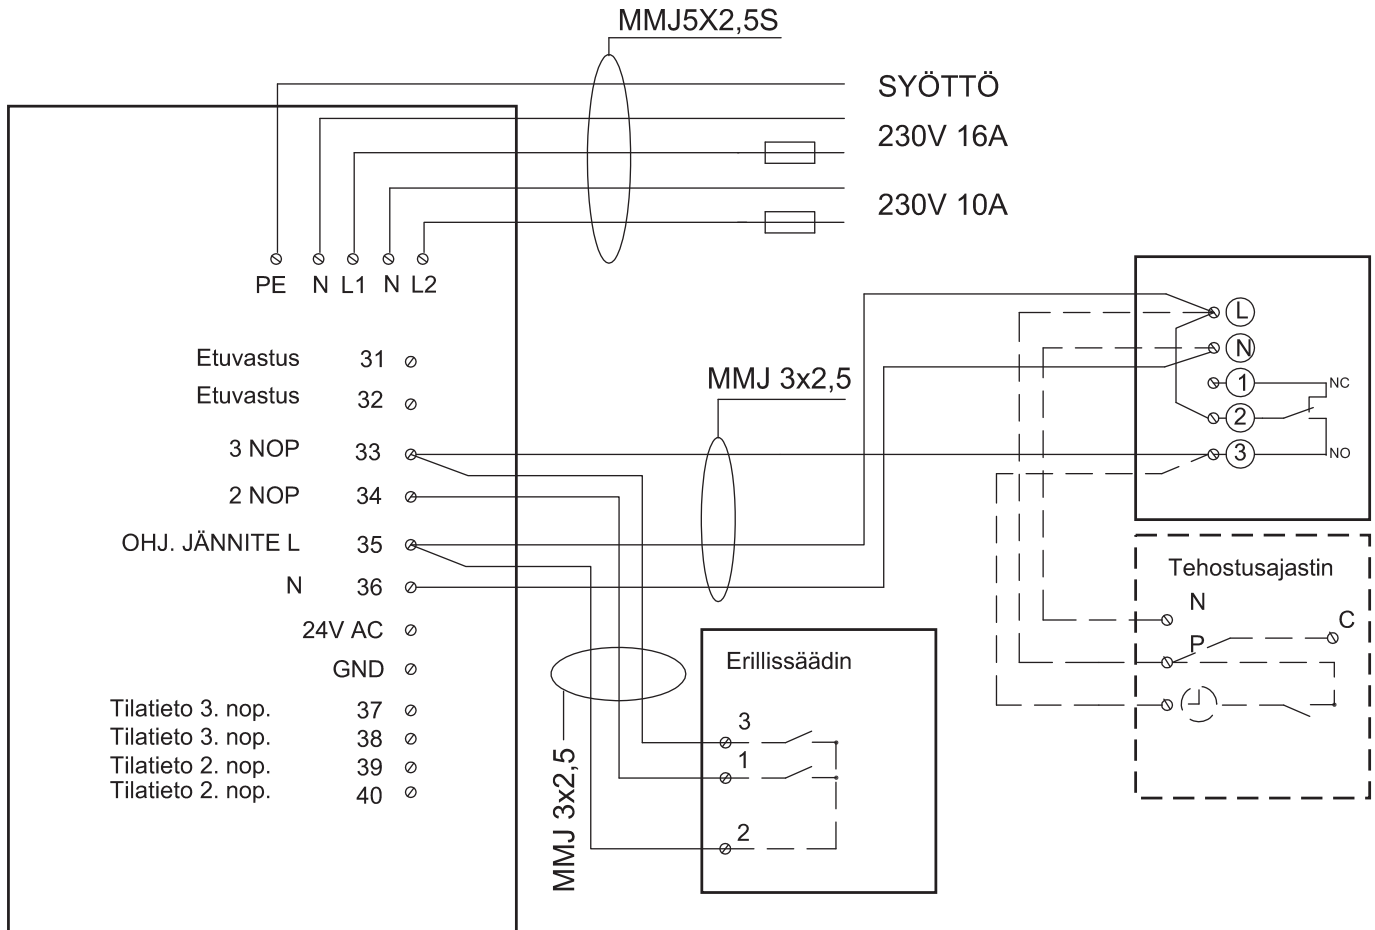 MMJ5X2,5S
SYÖTTÖ
230V 16A
230V 10A
PE N L1 N L2
Etuvastus 31
Etuvastus 32
3 NOP 33
2 NOP 34
OHJ. JÄNNITE L 35
N 36
24V AC
GND
Tilatieto 3. nop. 37
Tilatieto 3. nop. 38
Tilatieto 2. nop. 39
Tilatieto 2. nop. 40
MMJ 3x2,5
MMJ 3x2,5
L
N
1 NC
2
3 NO
Erillissäädin
3
1
2
Tehostusajastin
N
C
P